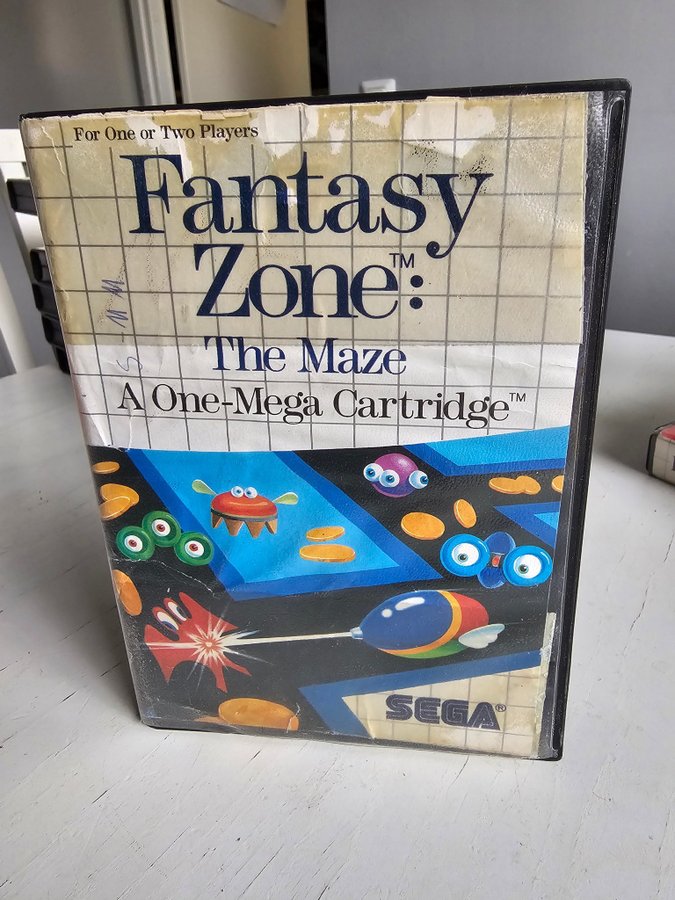 For One or Two Players
Fantasy
Zone™:
The Maze
A One-Mega Cartridge™
SEGA®